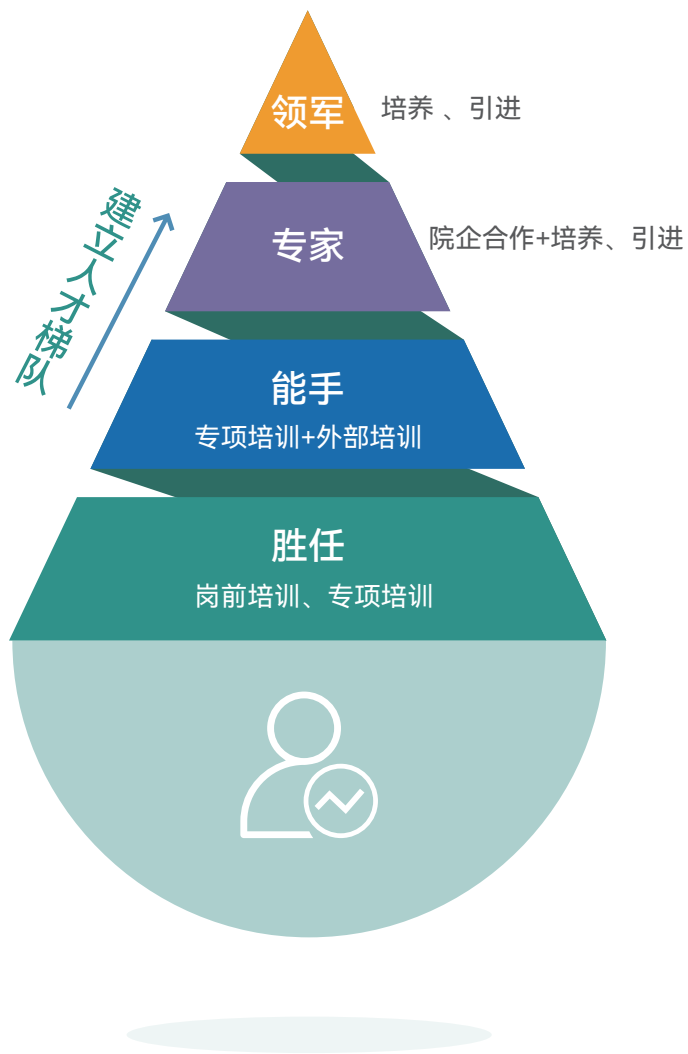 领军
培养 、引进
建立人才梯队
专家
院企合作+培养、引进
能手
专项培训+外部培训
胜任
岗前培训、专项培训